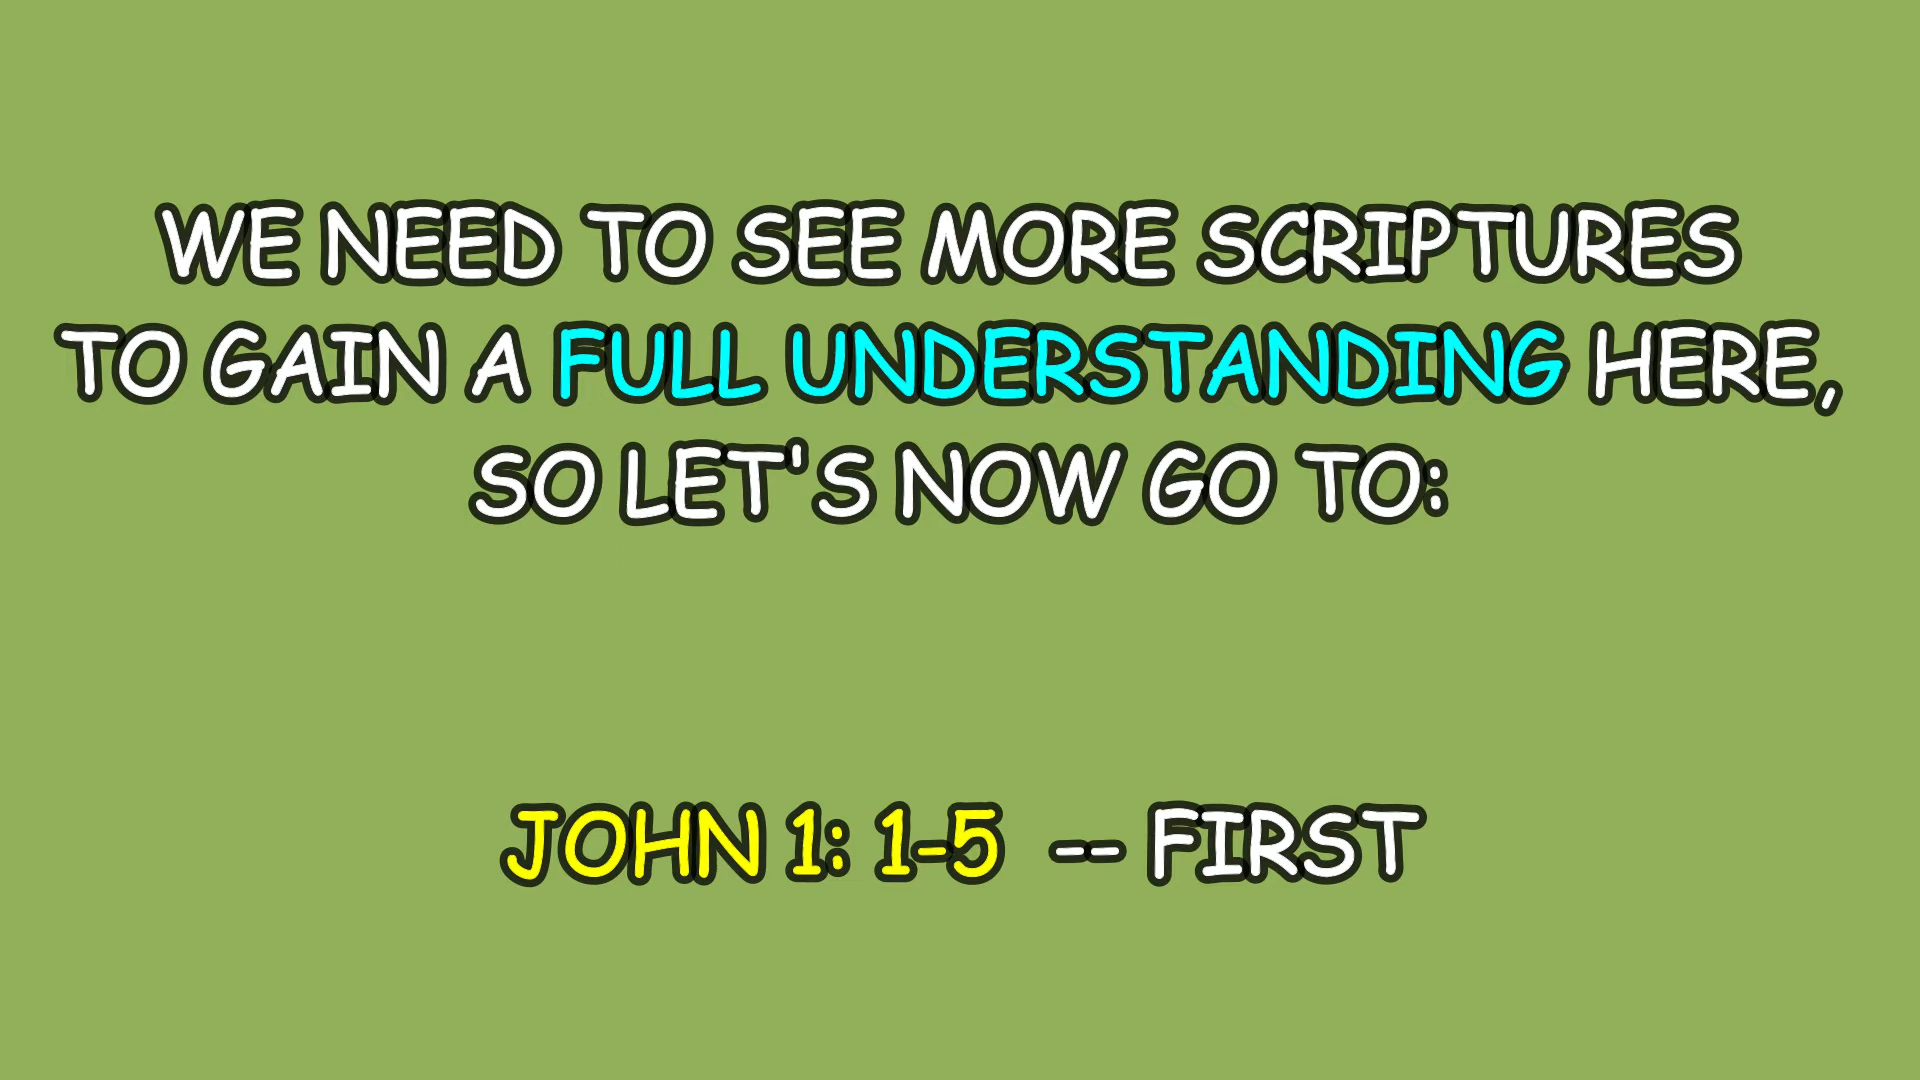 WE NEED TO SEE MORE SCRIPTURES
TO GAIN A FULL UNDERSTANDING HERE,
SO LET'S NOW GO TO:
JOHN 1: 1-5 -- FIRST